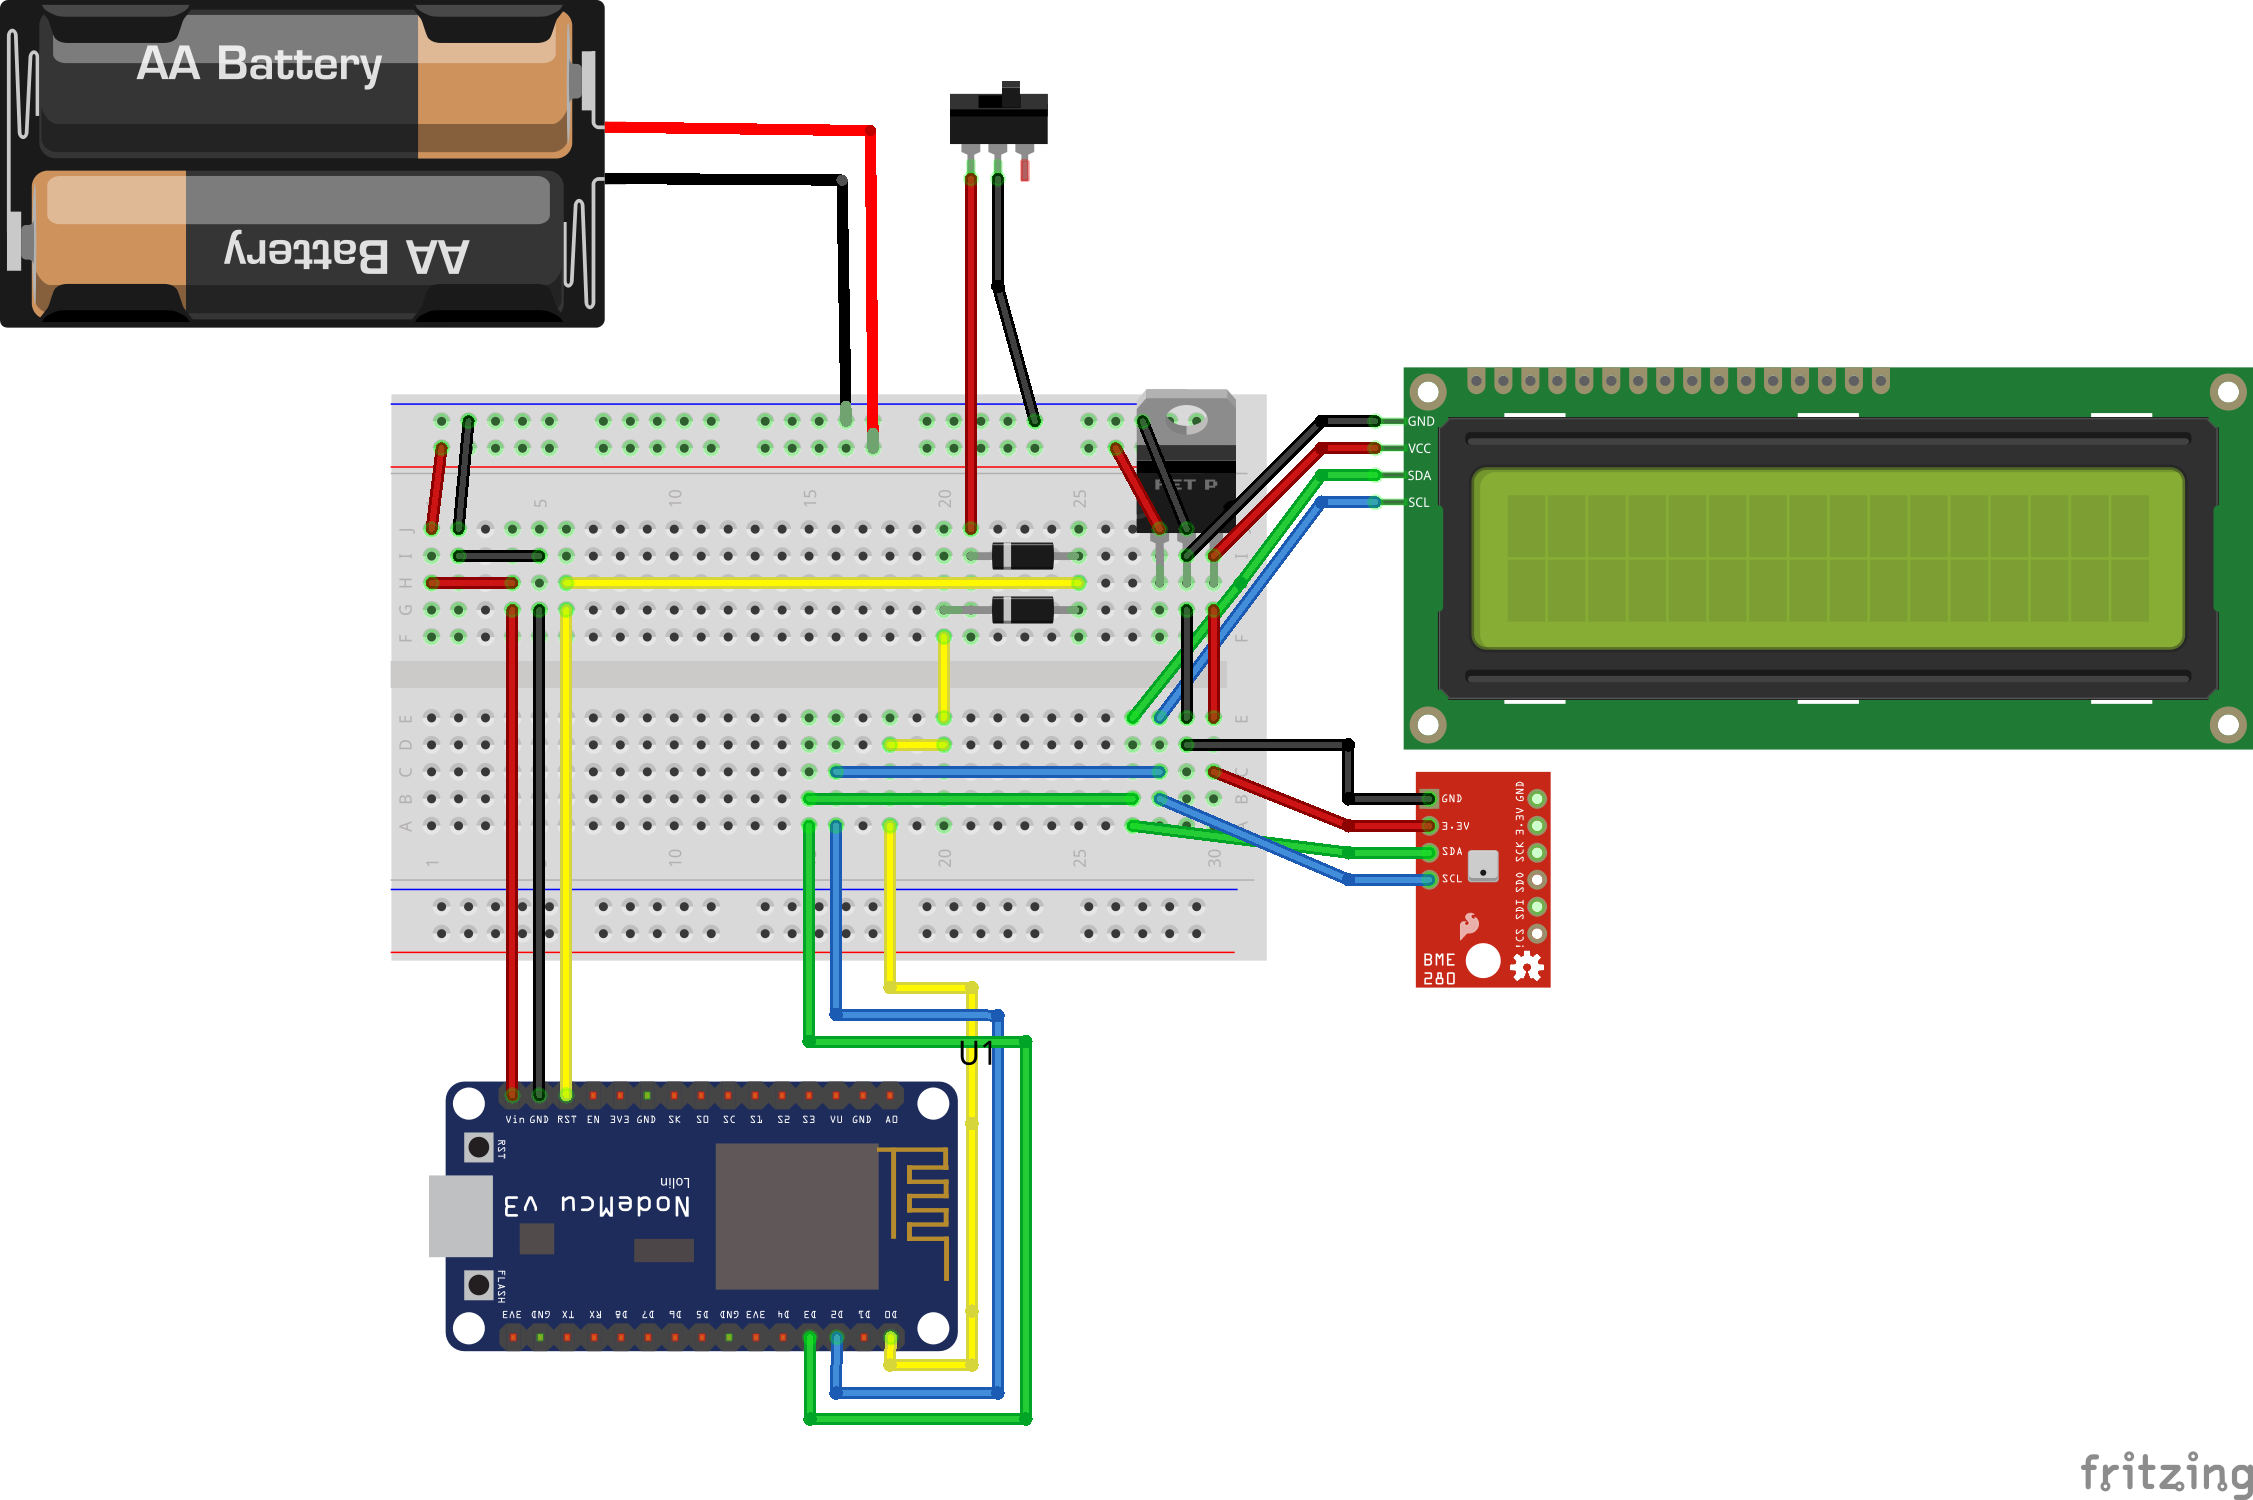 AA Battery
AA Battery
FET P
GND
VCC
SDA
SCL
5 10 15 20 25
J
I I
H
G
F F
E E
D
C C
B B
A
1 10 20 25 30
GND
3.3V
SDA
SCL
GND
3.3V
SCK
SDO
SDI
!CS
BME
280
U1
Vin GND RST EN 3V3 GND SK SO SC S1 S2 S3 VU GND AO
RST
Lolin
NodeMcu v3
FLASH
3V3 GND TX RX D8 D7 D6 D5 GND 3V3 D4 D3 D2 D1 D0
fritzing